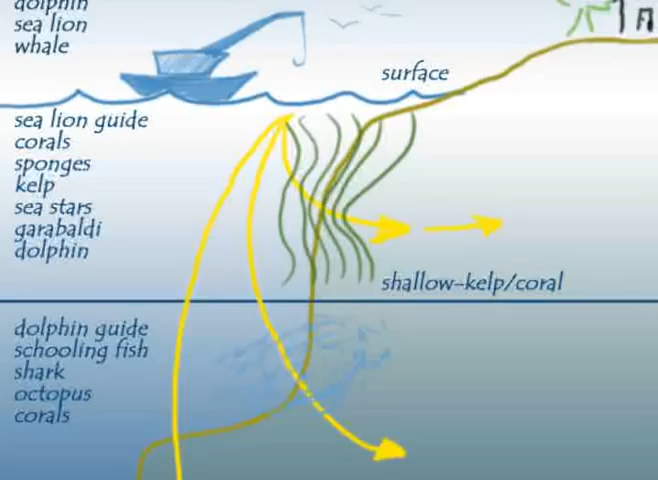 dolphin
sea lion
whale
surface
sea lion guide
corals
sponges
kelp
sea stars
garabaldi
dolphin
shallow-kelp/coral
dolphin guide
schooling fish
shark
octopus
corals